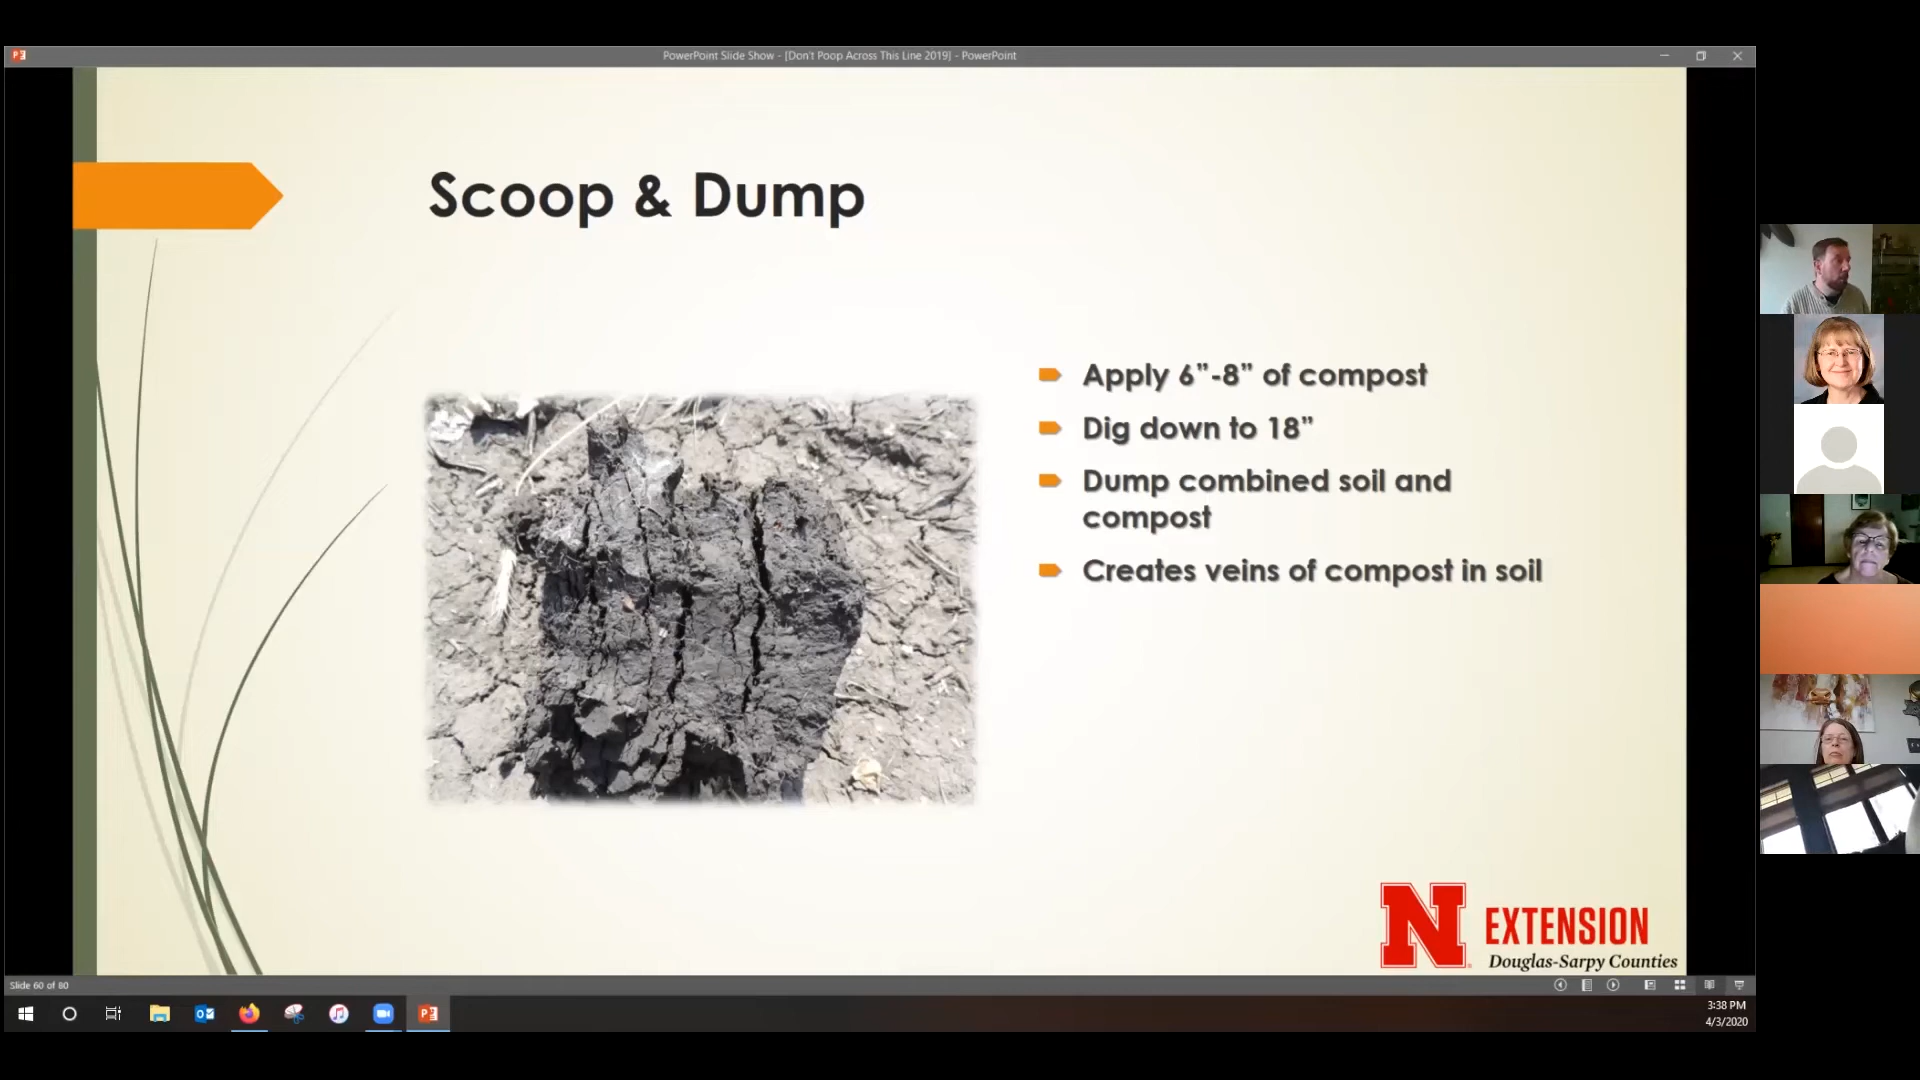 PowerPoint Slide Show - [Don't Poop Across This Line 2019] - PowerPoint
Scoop & Dump
Apply 6”-8” of compost
Dig down to 18”
Dump combined soil and
compost
Creates veins of compost in soil
N EXTENSION
Douglas-Sarpy Counties
Slide 60 of 80
3:38 PM
4/3/2020